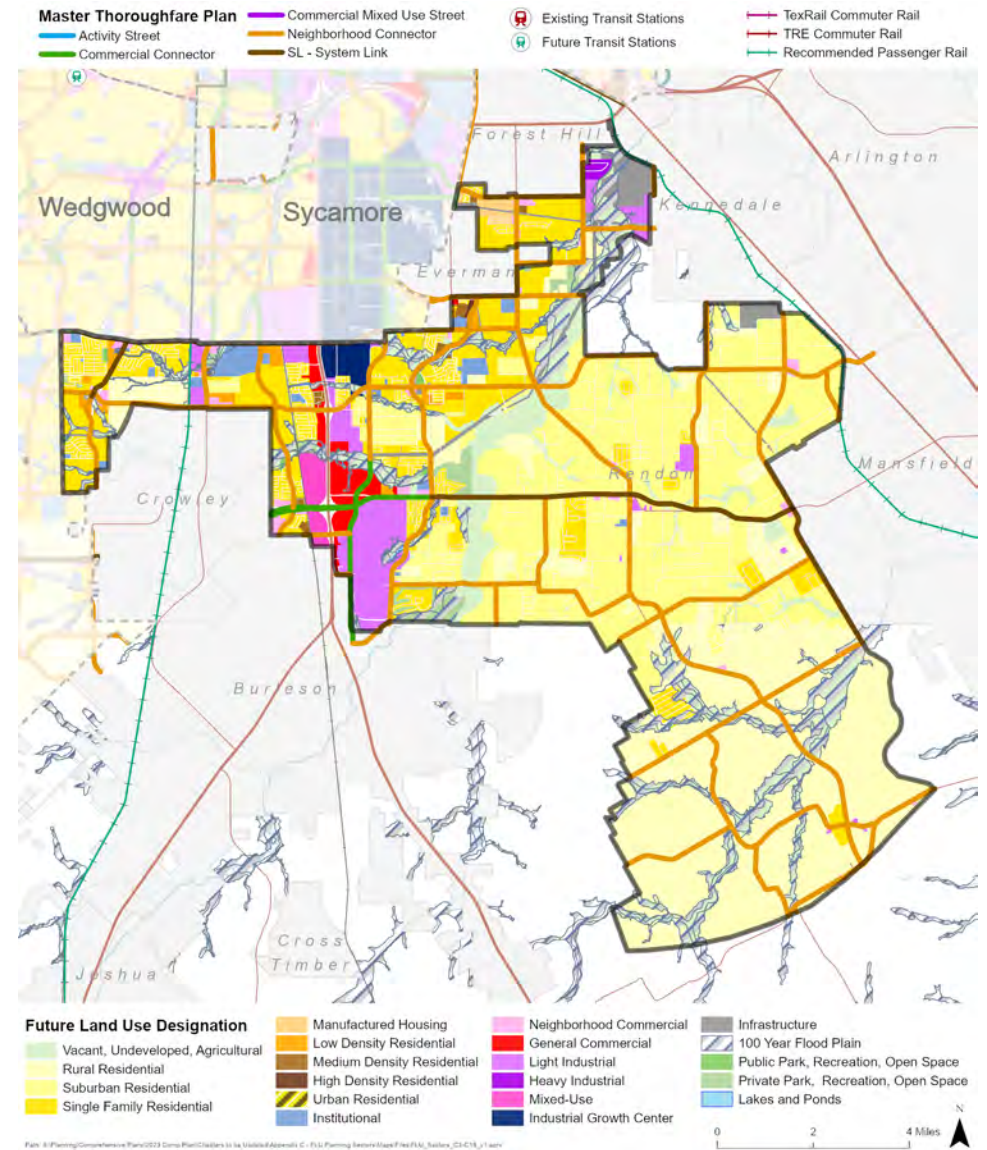 Master Thoroughfare Plan
Activity Street
Commercial Connector
Commercial Mixed Use Street
Neighborhood Connector
SL - System Link
Existing Transit Stations
Future Transit Stations
TexRail Commuter Rail
TRE Commuter Rail
Recommended Passenger Rail
Forest Hill
Arlington
Wedgwood
Sycamore
Kennedale
Everman
Rendon
Mansfield
Crowley
Burleson
Cross
Timber
Joshua
Future Land Use Designation
Vacant, Undeveloped, Agricultural
Rural Residential
Suburban Residential
Single Family Residential
Manufactured Housing
Low Density Residential
Medium Density Residential
High Density Residential
Urban Residential
Institutional
Neighborhood Commercial
General Commercial
Light Industrial
Heavy Industrial
Mixed-Use
Industrial Growth Center
Infrastructure
100 Year Flood Plain
Public Park, Recreation, Open Space
Private Park, Recreation, Open Space
Lakes and Ponds
N
0 2 4 Miles